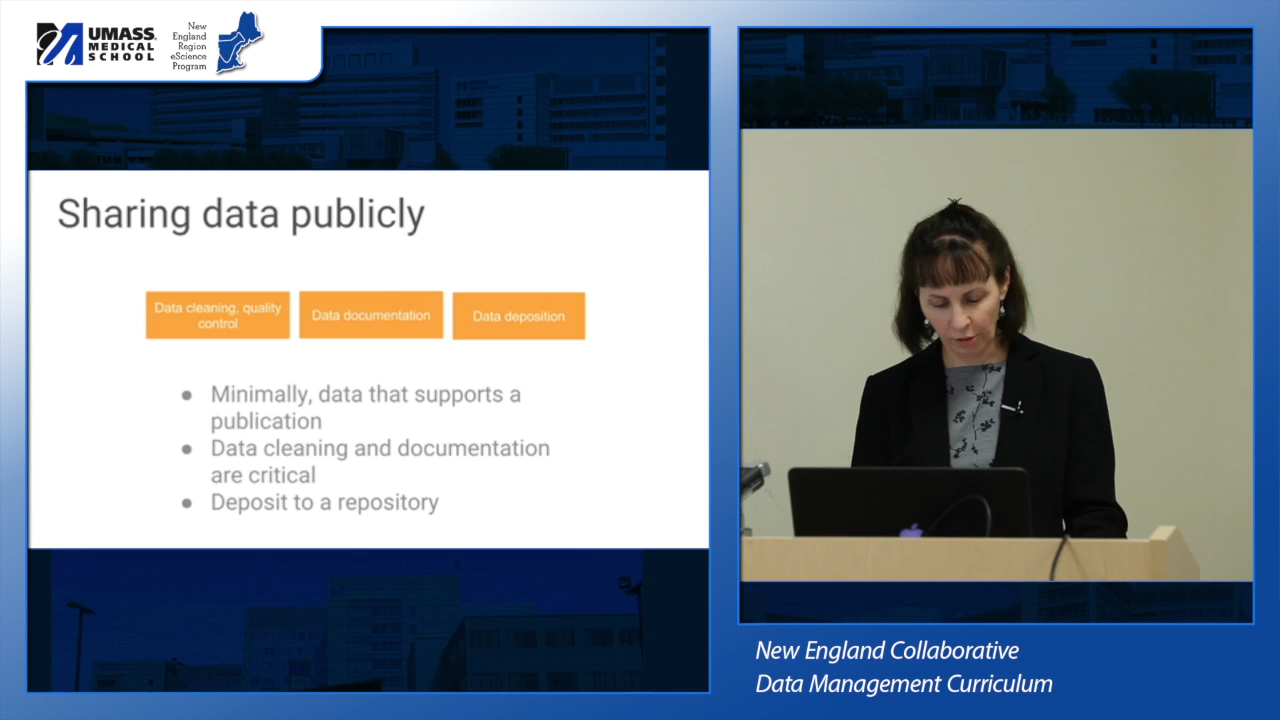 UMASS
MEDICAL
SCHOOL
New
England
Region
eScience
Program
Sharing data publicly
Data cleaning, quality
control
Data documentation
Data deposition
● Minimally, data that supports a
publication
● Data cleaning and documentation
are critical
● Deposit to a repository
New England Collaborative
Data Management Curriculum